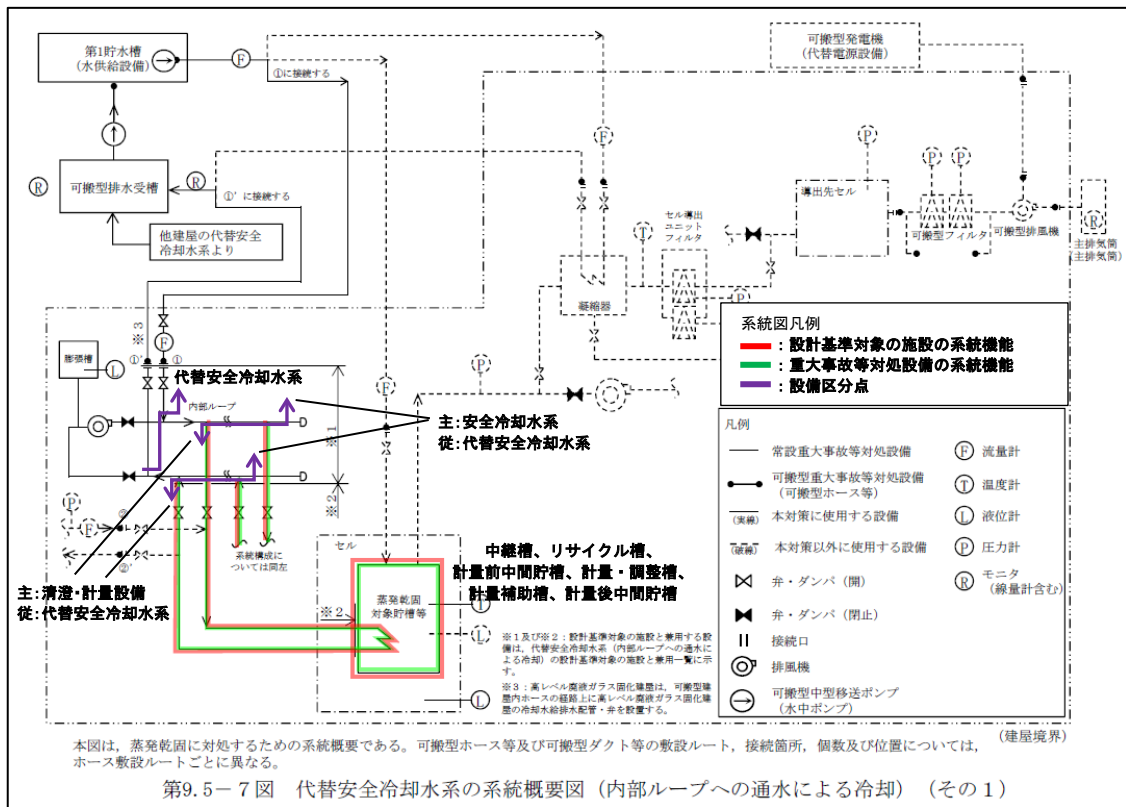 第1貯水槽
(水供給設備)
F
①に接続する
可搬型発電機
(代替電源設備)
R
可搬型排水受槽
R
①’に接続する
他建屋の代替安全
冷却水系より
F
P
P
P
導出先セル
セル導出
ユニット
フィルタ
T
可搬型フィルタ
可搬型排風機
R
主排気筒
(主排気筒)
凝縮器
P
※3
F
①’
①
膨張槽
L
代替安全冷却水系
内部ループ
※1
※2
P
F
P
F
②
②’
主:安全冷却水系
従:代替安全冷却水系
系統構成に
ついては同左
主:清澄・計量設備
従:代替安全冷却水系
セル
中継槽、リサイクル槽、
計量前中間貯槽、計量・調整槽、
計量補助槽、計量後中間貯槽
蒸発乾固
対象貯槽等
※2
T
L
L
※1及び※2:設計基準対象の施設と兼用する設
備は,代替安全冷却水系(内部ループへの通水に
よる冷却)の設計基準対象の施設と兼用一覧に示
す。
※3:高レベル廃液ガラス固化建屋は,可搬型建
屋内ホースの経路上に高レベル廃液ガラス固化建
屋の冷却水給排水配管・弁を設置する。
系統図凡例
:設計基準対象の施設の系統機能
:重大事故等対処設備の系統機能
:設備区分点
凡例
常設重大事故等対処設備
可搬型重大事故等対処設備
(可搬型ホース等)
(実線) 本対策に使用する設備
(破線) 本対策以外に使用する設備
弁・ダンパ(開)
弁・ダンパ(閉止)
接続口
排風機
可搬型中型移送ポンプ
(水中ポンプ)
F 流量計
T 温度計
L 液位計
P 圧力計
R モニタ
(線量計含む)
(建屋境界)
本図は,蒸発乾固に対処するための系統概要である。可搬型ホース等及び可搬型ダクト等の敷設ルート,接続箇所,個数及び位置については,
ホース敷設ルートごとに異なる。
第9.5-7図 代替安全冷却水系の系統概要図(内部ループへの通水による冷却)(その1)